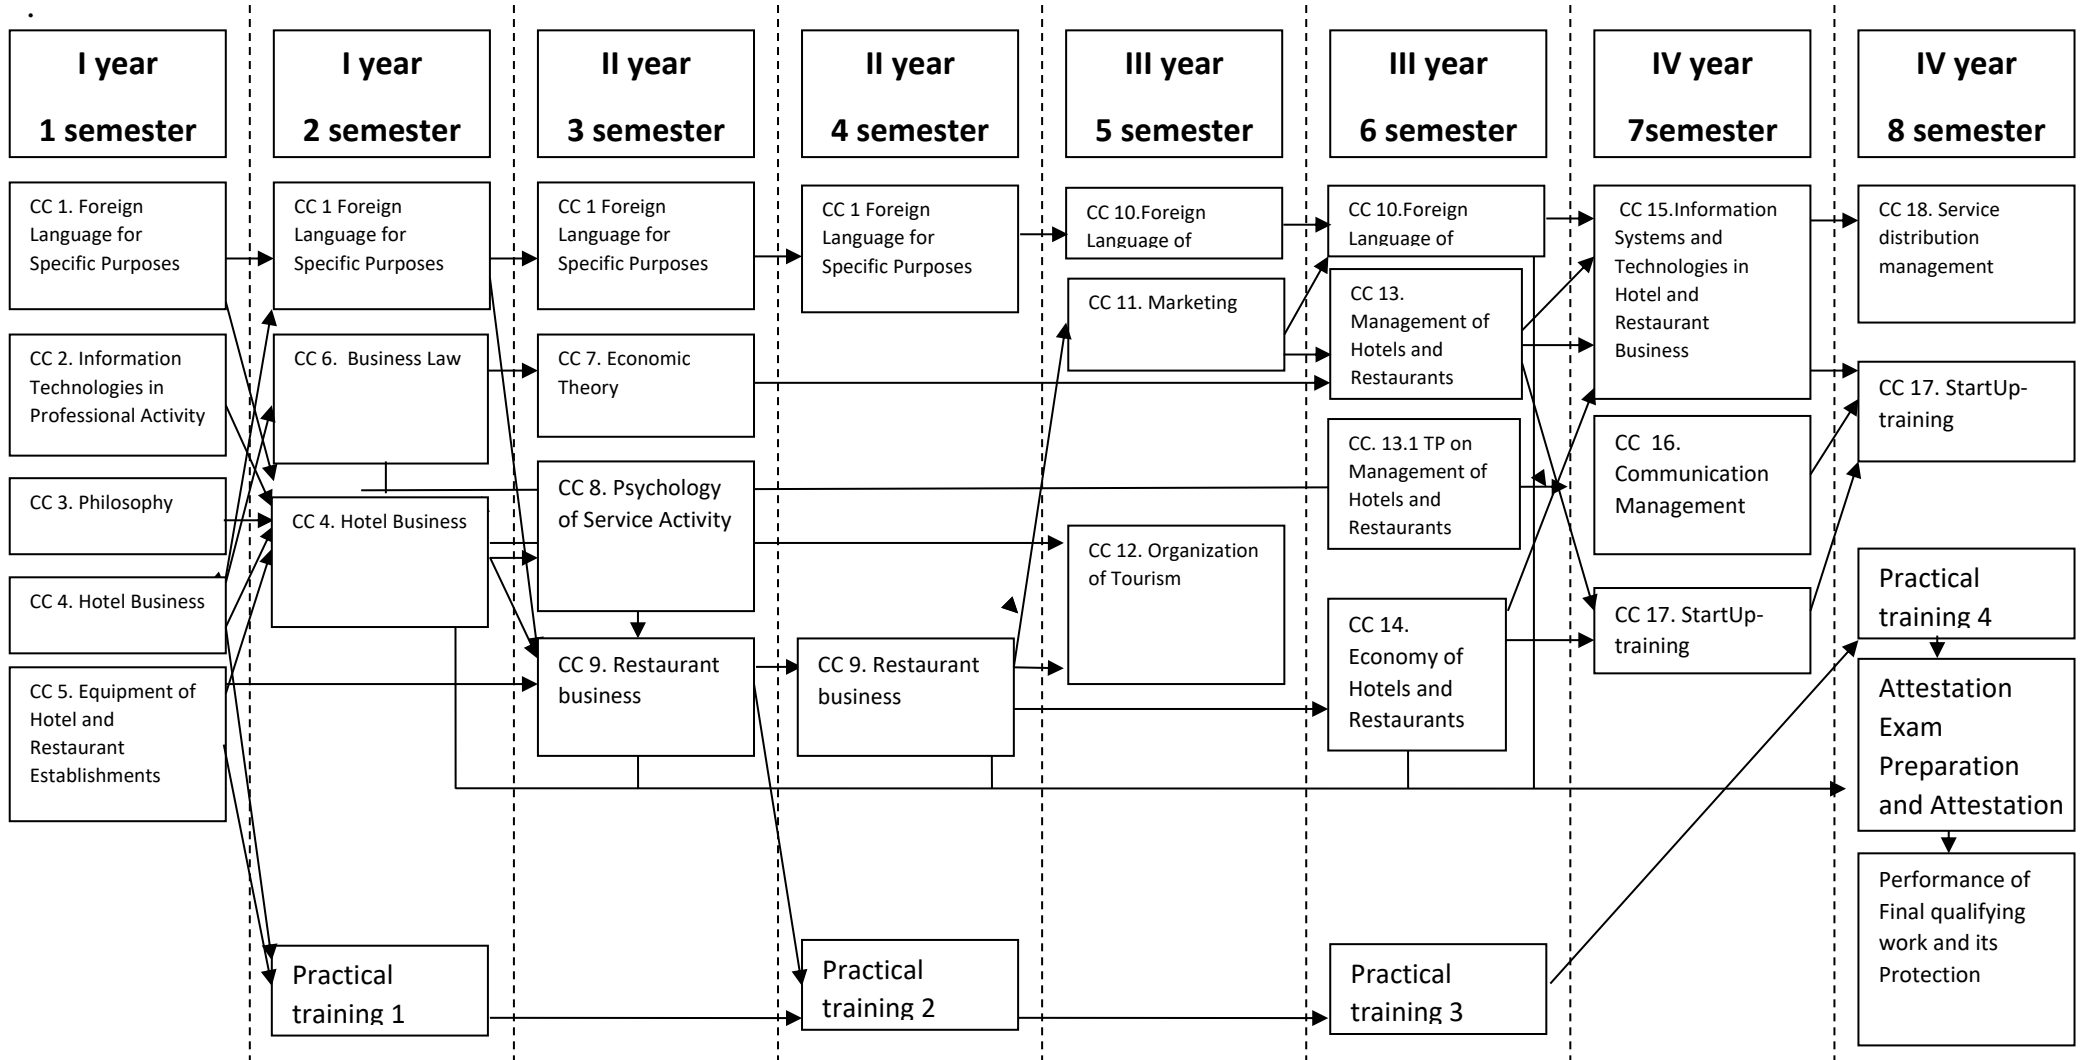 .
I year
1 semester
I year
2 semester
II year
3 semester
II year
4 semester
III year
5 semester
III year
6 semester
IV year
7semester
IV year
8 semester
CC 1. Foreign
Language for
Specific Purposes
CC 2. Information
Technologies in
Professional Activity
CC 3. Philosophy
CC 4. Hotel Business
CC 5. Equipment of
Hotel and
Restaurant
Establishments
CC 1 Foreign
Language for
Specific Purposes
CC 6.  Business Law
CC 4. Hotel Business
Practical
training 1
CC 1 Foreign
Language for
Specific Purposes
CC 7. Economic
Theory
CC 8. Psychology
of Service Activity
CC 9. Restaurant
business
CC 1 Foreign
Language for
Specific Purposes
CC 9. Restaurant
business
Practical
training 2
CC 10.Foreign
Language of
CC 11. Marketing
CC 12. Organization
of Tourism
CC 10.Foreign
Language of
CC 13.
Management of
Hotels and
Restaurants
CC. 13.1 TP on
Management of
Hotels and
Restaurants
CC 14.
Economy of
Hotels and
Restaurants
Practical
training 3
CC 15.Information
Systems and
Technologies in
Hotel and
Restaurant
Business
CC  16.
Communication
Management
CC 17. StartUp-
training
CC 18. Service
distribution
management
CC 17. StartUp-
training
Practical
training 4
Attestation
Exam
Preparation
and Attestation
Performance of
Final qualifying
work and its
Protection